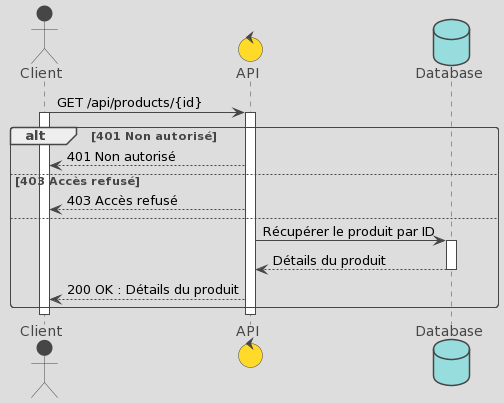 Client
API
Database
GET /api/products/{id}
alt
[401 Non autorisé]
401 Non autorisé
[403 Accès refusé]
403 Accès refusé
Récupérer le produit par ID
Détails du produit
200 OK : Détails du produit
Client
API
Database